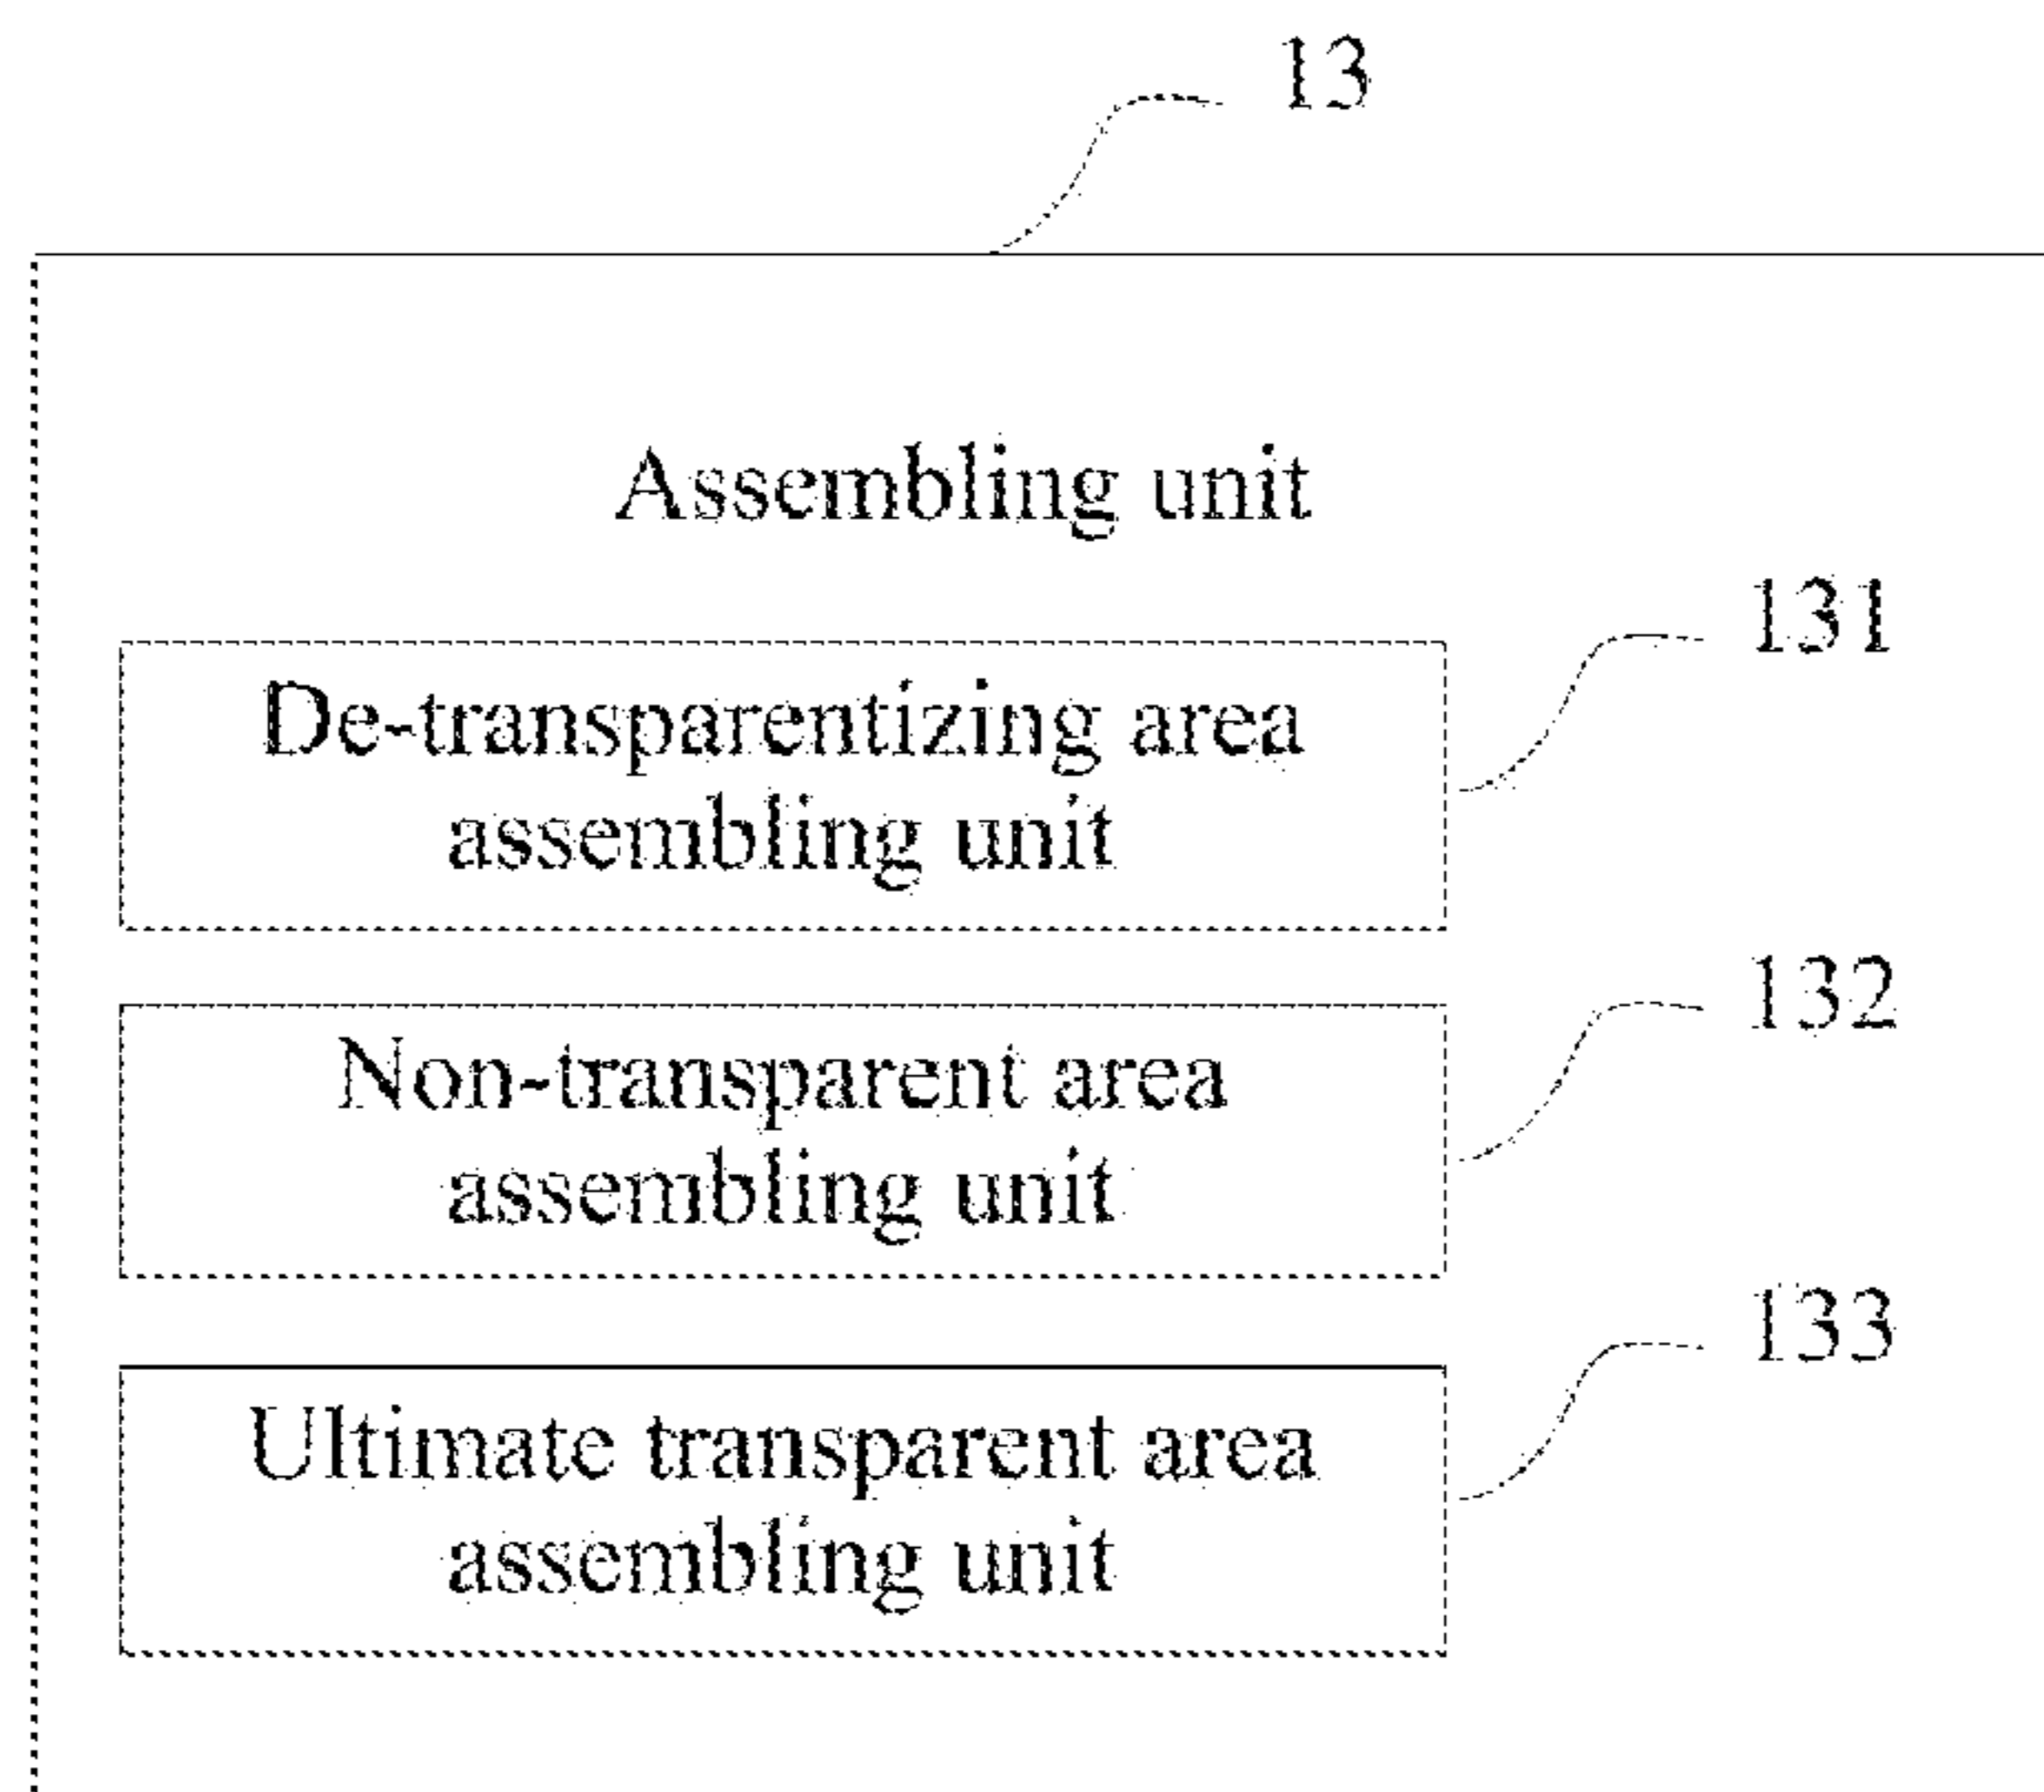 13
Assembling unit
131
De-transparentizing area
assembling unit
132
Non-transparent area
assembling unit
133
Ultimate transparent area
assembling unit